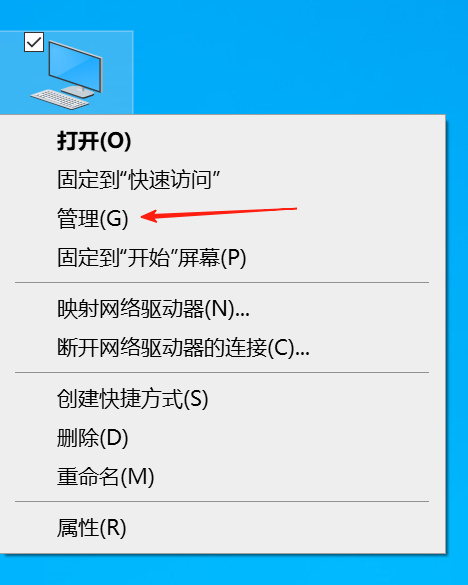 打开(O)
固定到“快速访问”
管理(G)
固定到“开始”屏幕(P)
映射网络驱动器(N)...
断开网络驱动器的连接(C)...
创建快捷方式(S)
删除(D)
重命名(M)
属性(R)